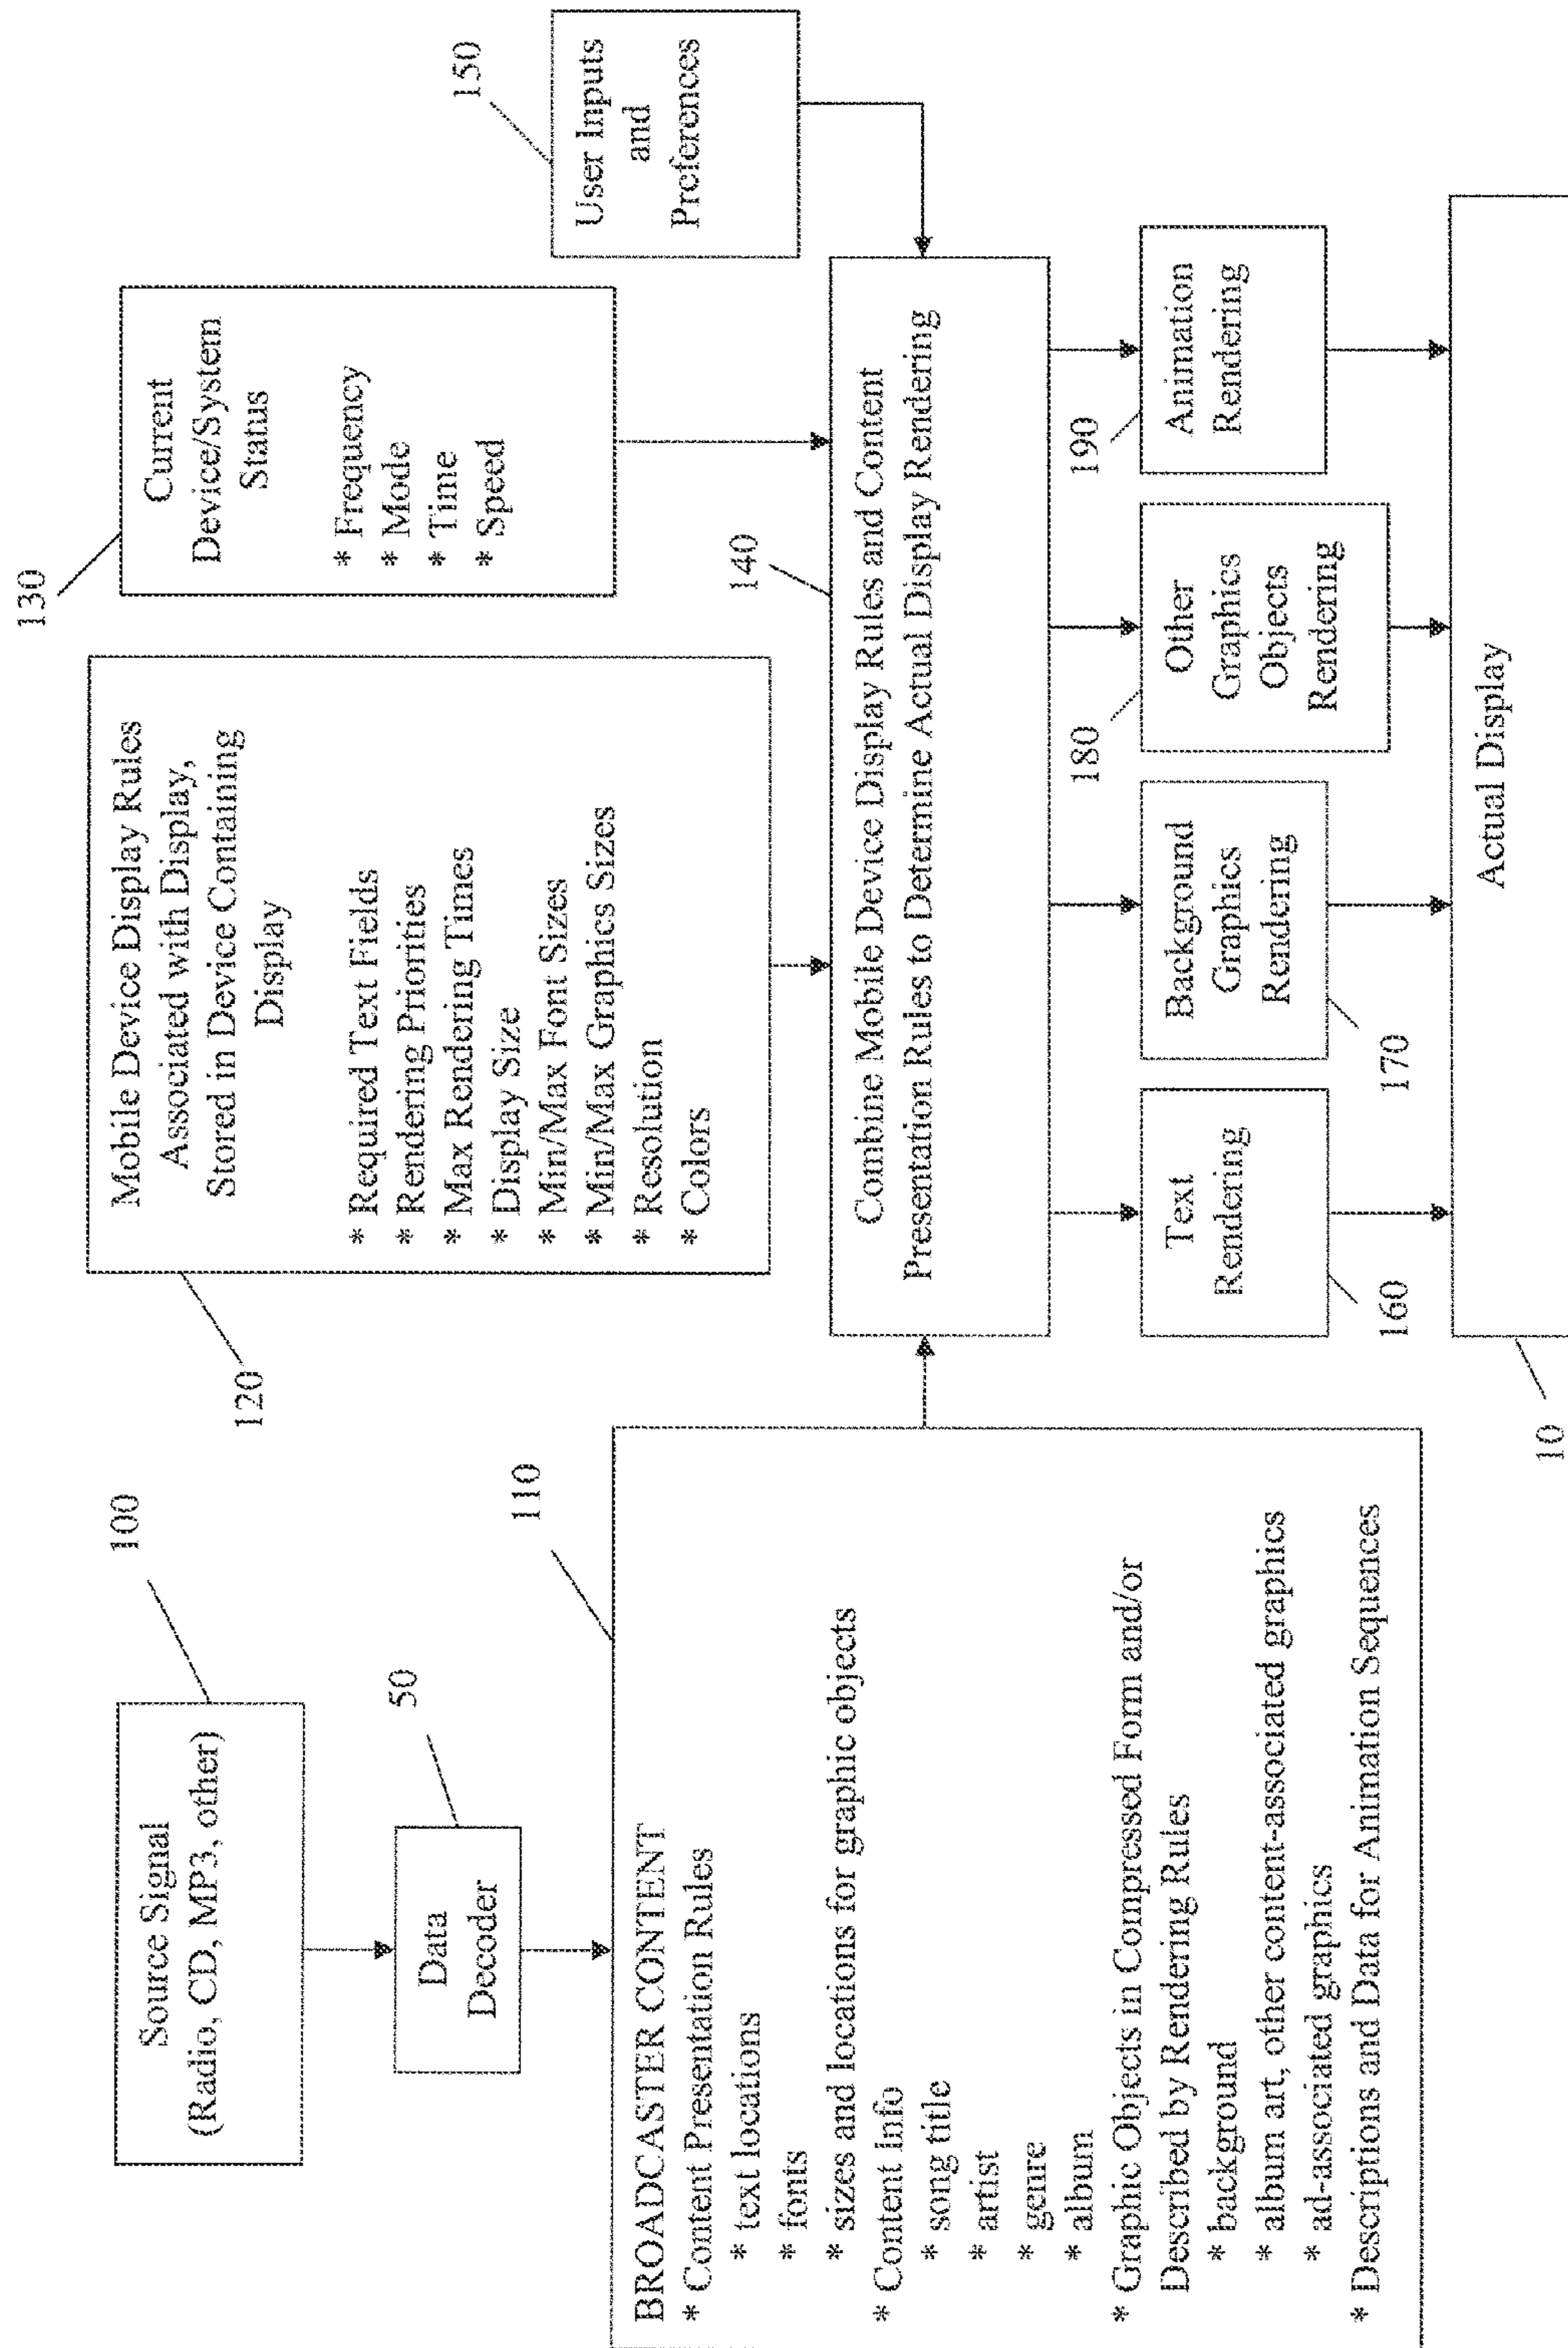 100
Source Signal
(Radio, CD, MP3, other)
50
Data
Decoder
110
BROADCASTER CONTENT
* Content Presentation Rules
* text locations
* fonts
* sizes and locations for graphic objects
* Content Info
* song title
* artist
* genre
* album
* Graphic Objects in Compressed Form and/or
Described by Rendering Rules
* background
* album art, other content-associated graphics
* ad-associated graphics
* Descriptions and Data for Animation Sequences
120
Mobile Device Display Rules
Associated with Display,
Stored in Device Containing
Display
* Required Text Fields
* Rendering Priorities
* Max Rendering Times
* Display Size
* Min/Max Font Sizes
* Min/Max Graphics Sizes
* Resolution
* Colors
130
Current
Device/System
Status
* Frequency
* Mode
* Time
* Speed
150
User Inputs
and
Preferences
140
Combine Mobile Device Display Rules and Content
Presentation Rules to Determine Actual Display Rendering
160
Text
Rendering
170
Background
Graphics
Rendering
180
Other
Graphics
Objects
Rendering
190
Animation
Rendering
10
Actual Display